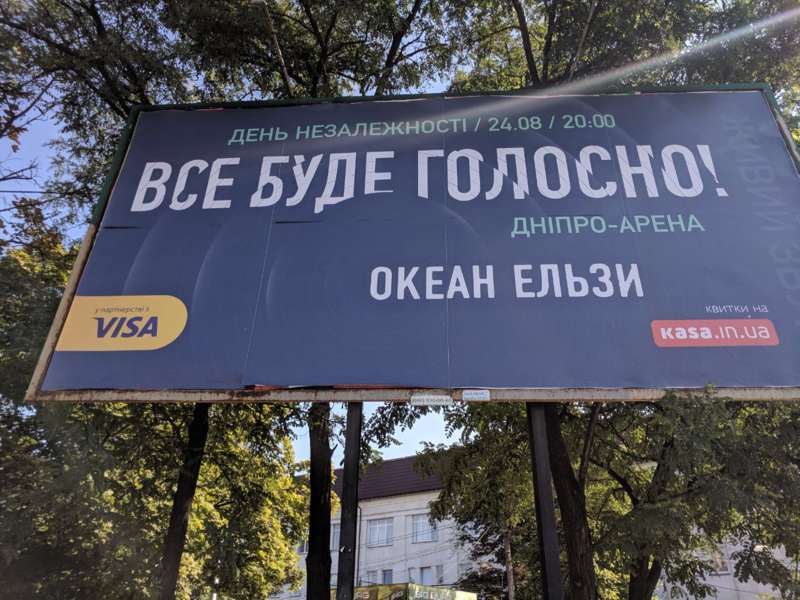 ДЕНЬ НЕЗАЛЕЖНОСТІ / 24.08 / 20:00
ВСЕ БУДЕ ГОЛОСНО!
ДНІПРО-АРЕНА
ОКЕАН ЕЛЬЗИ
у партнерстві з
VISA
квитки на
kasa.in.ua